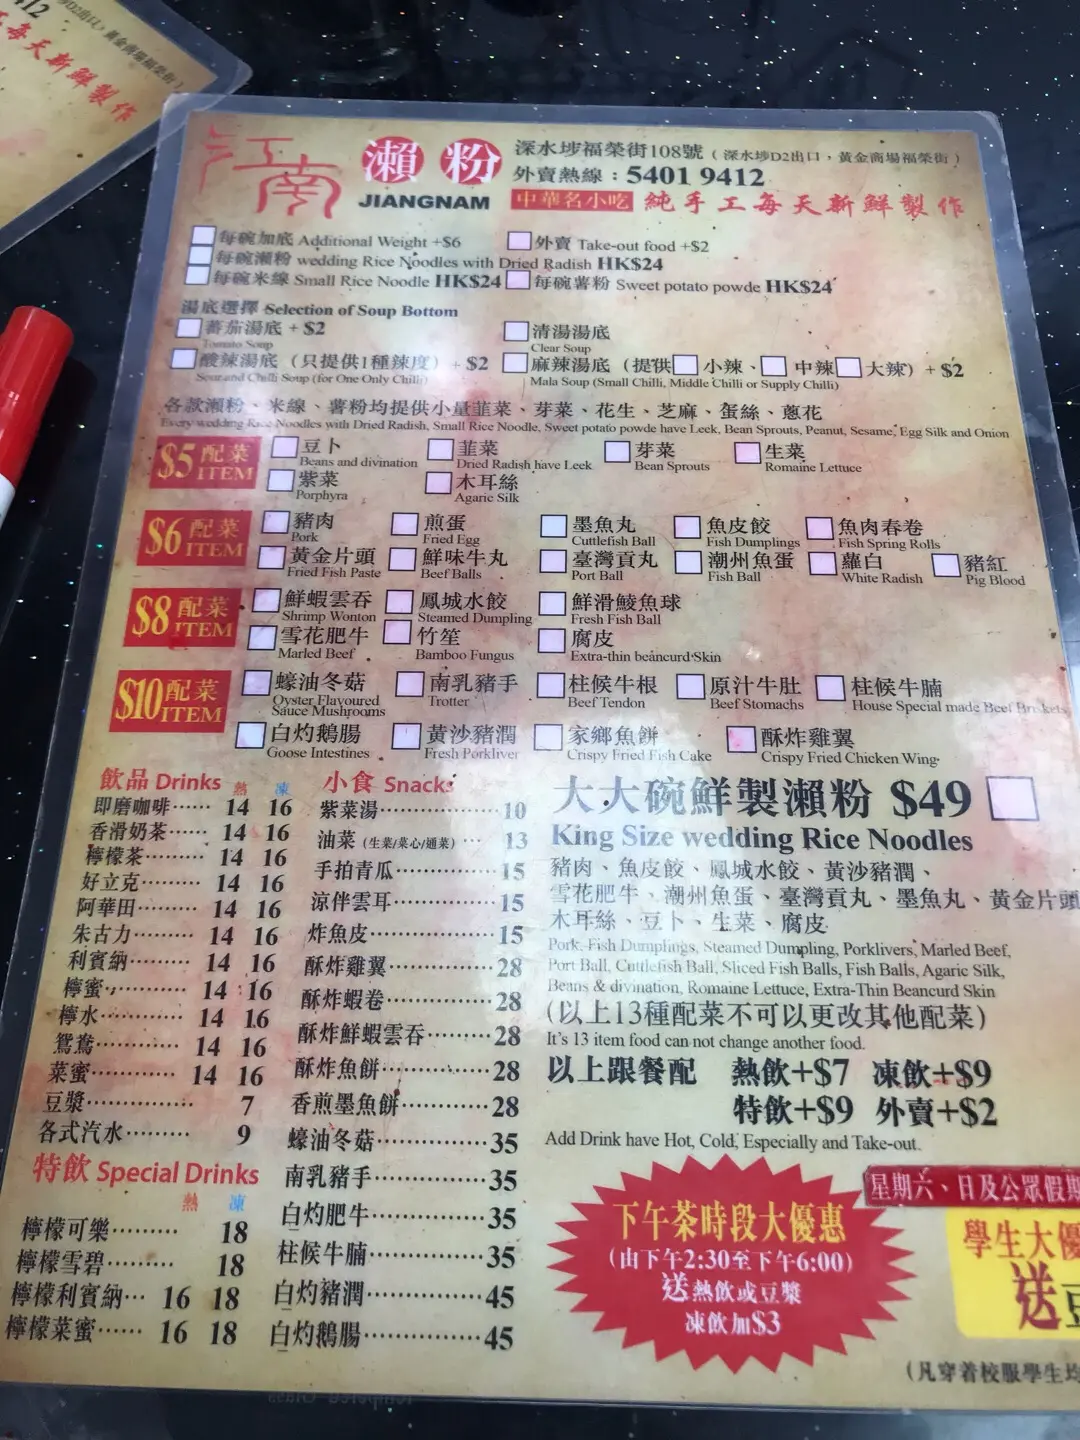 江南 瀨粉 JIANGNAM
深水埗福榮街108號（深水埗D2出口，黃金商場福榮街）
外賣熱線：5401 9412
中華名小吃 純手工每天新鮮製作
每碗加底 Additional Weight +$6 外賣 Take-out food +$2
每碗瀨粉 wedding Rice Noodles with Dried Radish HK$24
每碗米線 Small Rice Noodle HK$24 每碗薯粉 Sweet potato powde HK$24
湯底選擇 Selection of Soup Bottom
蕃茄湯底 + $2 清湯湯底
Tomato Soup Clear Soup
酸辣湯底（只提供1種辣度）+ $2 麻辣湯底（提供 小辣、 中辣 大辣）+ $2
Sour and Chilli Soup (for One Only Chilli) Mala Soup (Small Chilli, Middle Chilli or Supply Chilli)
各款瀨粉、米線、薯粉均提供小量韮菜、芽菜、花生、芝麻、蛋絲、蔥花
Every wedding Rice Noodles with Dried Radish, Small Rice Noodle, Sweet potato powde have Leek, Bean Sprouts, Peanut, Sesame, Egg Silk and Onion
$5 配菜 ITEM
豆卜 韮菜 芽菜 生菜
Beans and divination Dried Radish have Leek Bean Sprouts Romaine Lettuce
紫菜 木耳絲
Porphyra Agaric Silk
$6 配菜 ITEM
豬肉 煎蛋 墨魚丸 魚皮餃 魚肉春卷
Pork Fried Egg Cuttlefish Ball Fish Dumplings Fish Spring Rolls
黃金片頭 鮮味牛丸 臺灣貢丸 潮州魚蛋 蘿白 豬紅
Fried Fish Paste Beef Balls Port Ball Fish Ball White Radish Pig Blood
$8 配菜 ITEM
鮮蝦雲吞 鳳城水餃 鮮滑鯪魚球
Shrimp Wonton Steamed Dumpling Fresh Fish Ball
雪花肥牛 竹笙 腐皮
Marled Beef Bamboo Fungus Extra-thin beancurd Skin
$10 配菜 ITEM
蠔油冬菇 南乳豬手 柱候牛根 原汁牛肚 柱候牛腩
Oyster Flavoured Sauce Mushrooms Trotter Beef Tendon Beef Stomachs House Special made Beef Briskets
白灼鵝腸 黃沙豬潤 家鄉魚餅 酥炸雞翼
Goose Intestines Fresh Porkliver Crispy Fried Fish Cake Crispy Fried Chicken Wing
飲品 Drinks 熱 凍
即磨咖啡······ 14 16
香滑奶茶······ 14 16
檸檬茶········ 14 16
好立克········ 14 16
阿華田········ 14 16
朱古力········ 14 16
利賓納········ 14 16
檸蜜·········· 14 16
檸水·········· 14 16
鴛鴦·········· 14 16
菜蜜·········· 14 16
豆漿·········· 7
各式汽水········ 9
特飲 Special Drinks
熱 凍
檸檬可樂········· 18
檸檬雪碧········· 18
檸檬利賓納··· 16 18
檸檬菜蜜······ 16 18
小食 Snacks
紫菜湯··············10
油菜（生菜/菜心/通菜）··· 13
手拍青瓜············15
涼伴雲耳············15
炸魚皮··············15
酥炸雞翼············28
酥炸蝦卷············28
酥炸鮮蝦雲吞········28
酥炸魚餅············28
香煎墨魚餅··········28
蠔油冬菇············35
南乳豬手············35
白灼肥牛············35
柱候牛腩············35
白灼豬潤············45
白灼鵝腸············45
大大碗鮮製瀨粉 $49
King Size wedding Rice Noodles
豬肉、魚皮餃、鳳城水餃、黃沙豬潤、
雪花肥牛、潮州魚蛋、臺灣貢丸、墨魚丸、黃金片頭
木耳絲、豆卜、生菜、腐皮
Pork, Fish Dumplings, Steamed Dumpling, Porklivers, Marled Beef,
Port Ball, Cuttlefish Ball, Sliced Fish Balls, Fish Balls, Agaric Silk,
Beans & divination, Romaine Lettuce, Extra-Thin Beancurd Skin
（以上13種配菜不可以更改其他配菜）
It's 13 item food can not change another food.
以上跟餐配 熱飲+$7 凍飲+$9
特飲+$9 外賣+$2
Add Drink have Hot, Cold, Especially and Take-out.
下午茶時段大優惠
（由下午2:30至下午6:00）
送熱飲或豆漿
凍飲加$3
星期六、日及公眾假期
學生大優
送豆
（凡穿着校服學生均